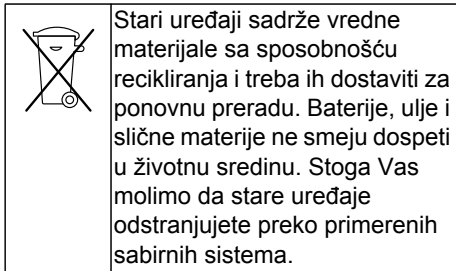 Stari uređaji sadrže vredne
materijale sa sposobnošću
recikliranja i treba ih dostaviti za
ponovnu preradu. Baterije, ulje i
slične materije ne smeju dospeti
u životnu sredinu. Stoga Vas
molimo da stare uređaje
odstranjujete preko primerenih
sabirnih sistema.